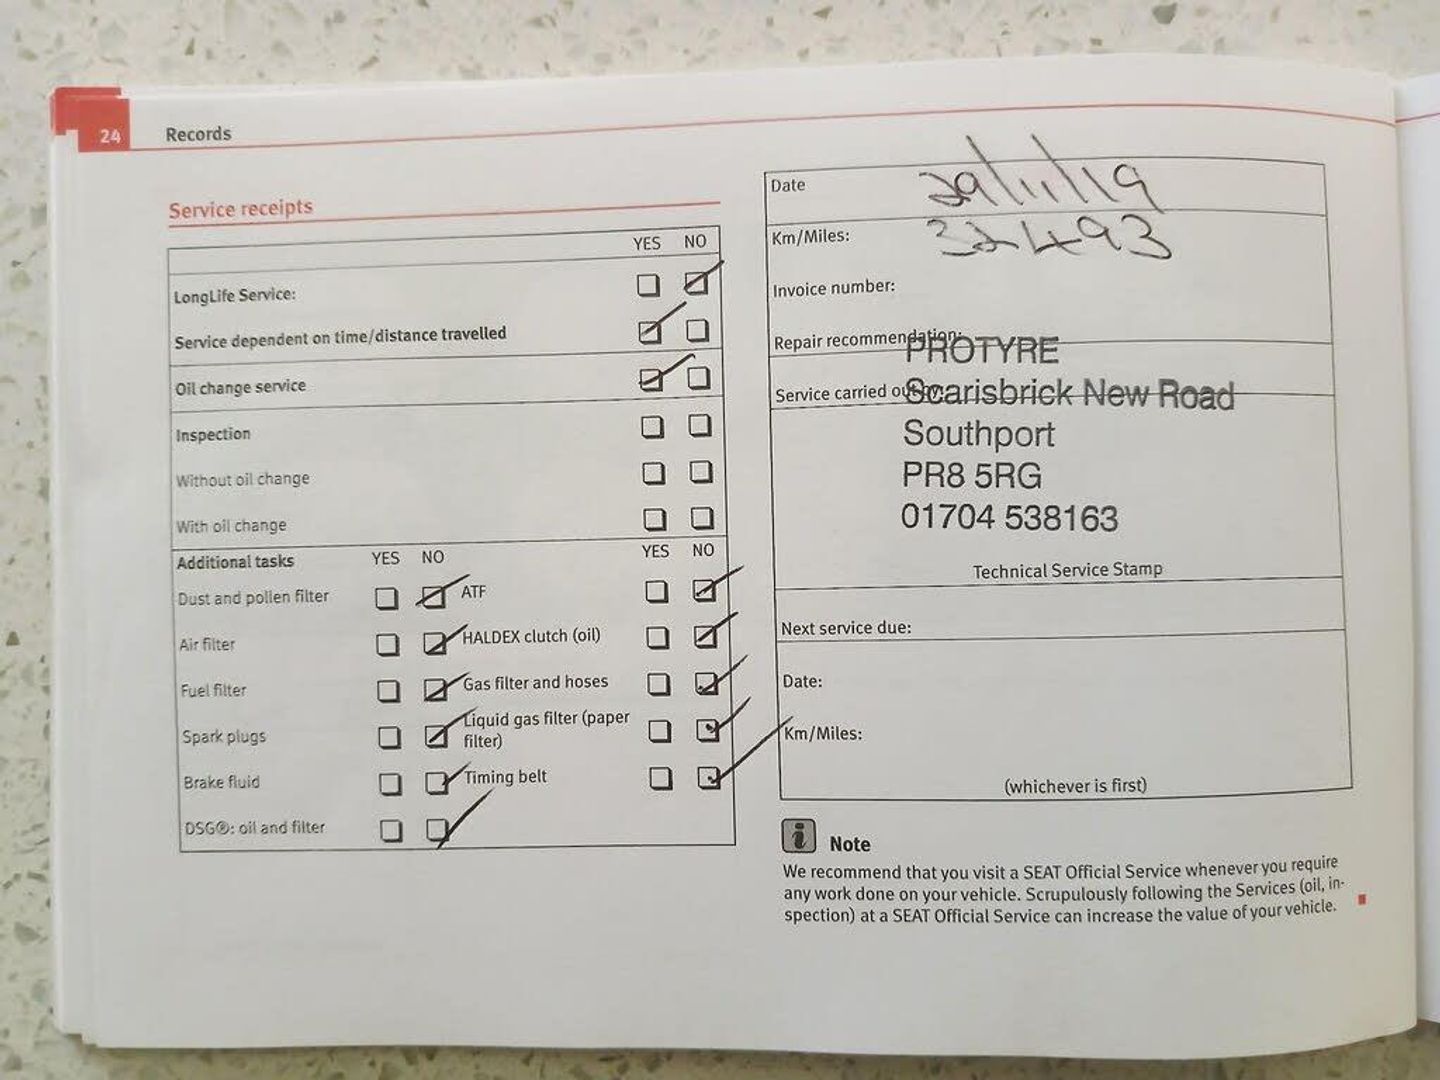 24 Records
Service receipts
YES NO
LongLife Service:
Service dependent on time/distance travelled
Oil change service
Inspection
Without oil change
With oil change
Additional tasks YES NO YES NO
Dust and pollen filter ATF
Air filter HALDEX clutch (oil)
Fuel filter Gas filter and hoses
Spark plugs Liquid gas filter (paper
filter)
Brake fluid Timing belt
DSG®: oil and filter
Date 29/11/19
Km/Miles: 32493
Invoice number:
Repair recommendation:
PROTYRE
Service carried out
Scarisbrick New Road
Southport
PR8 5RG
01704 538163
Technical Service Stamp
Next service due:
Date:
Km/Miles:
(whichever is first)
i Note
We recommend that you visit a SEAT Official Service whenever you require
any work done on your vehicle. Scrupulously following the Services (oil, in-
spection) at a SEAT Official Service can increase the value of your vehicle.